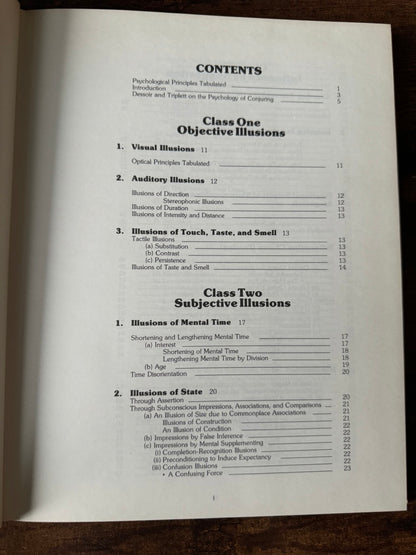 CONTENTS
Psychological Principles Tabulated
Introduction 1
Dessoir and Triplett on the Psychology of Conjuring 3
5
Class One
Objective Illusions
1. Visual Illusions 11
Optical Principles Tabulated 11
2. Auditory Illusions 12
Illusions of Direction 12
Stereophonic Illusions 12
Illusions of Duration 13
Illusions of Intensity and Distance 13
3. Illusions of Touch, Taste, and Smell 13
Tactile Illusions 13
(a) Substitution 13
(b) Contrast 13
(c) Persistence 13
Illusions of Taste and Smell 14
Class Two
Subjective Illusions
1. Illusions of Mental Time 17
Shortening and Lengthening Mental Time 17
(a) Interest 17
Shortening of Mental Time 18
Lengthening Mental Time by Division 18
(b) Age 19
Time Disorientation 20
2. Illusions of State 20
Through Assertion 21
Through Subconscious Impressions, Associations, and Comparisons 21
(a) An Illusion of Size due to Commonplace Associations 21
Illusions of Construction 22
An Illusion of Condition 22
(b) Impressions by False Inference 22
(c) Impressions by Mental Supplementing 22
(i) Completion-Recognition Illusions 22
(ii) Preconditioning to Induce Expectancy 22
(iii) Confusion Illusions 22
• A Confusing Force 23